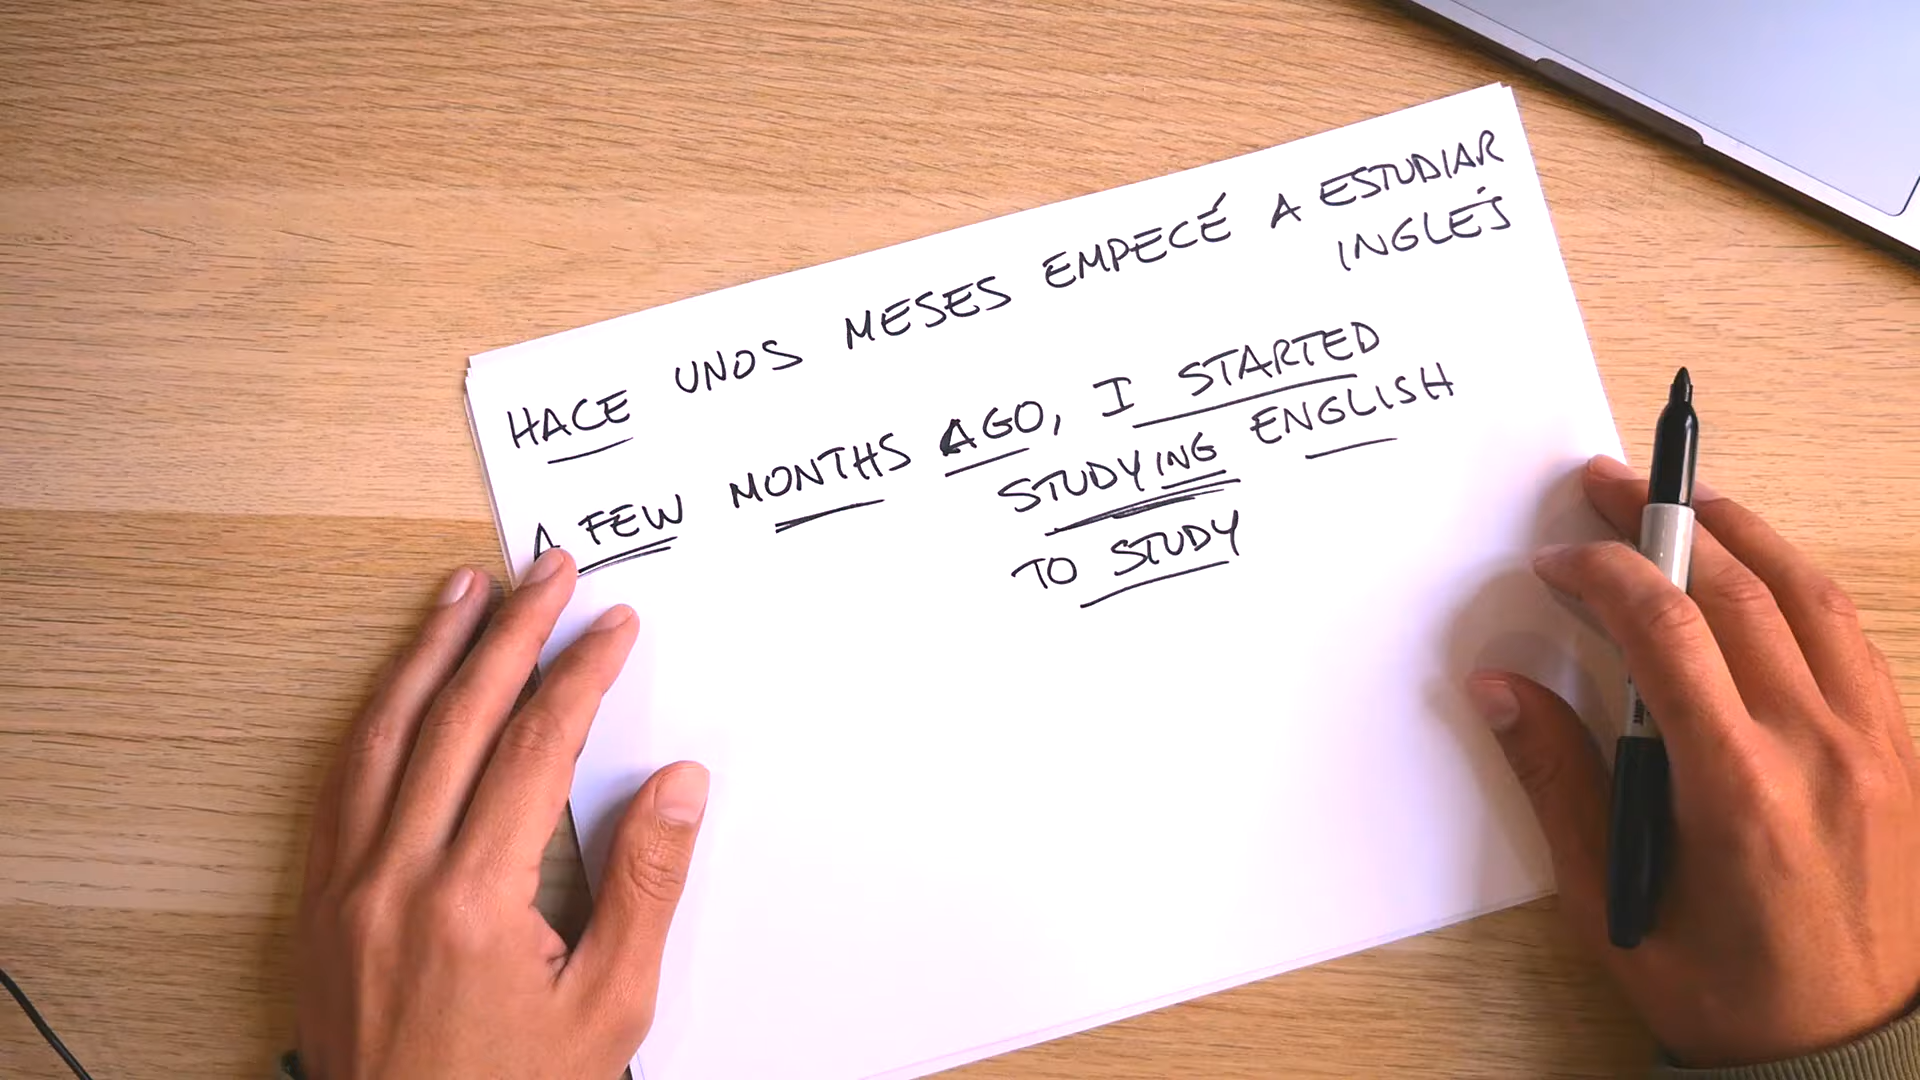 HACE UNOS MESES EMPECÉ A ESTUDIAR
INGLÉS
A FEW MONTHS AGO, I STARTED
STUDYING ENGLISH
TO STUDY